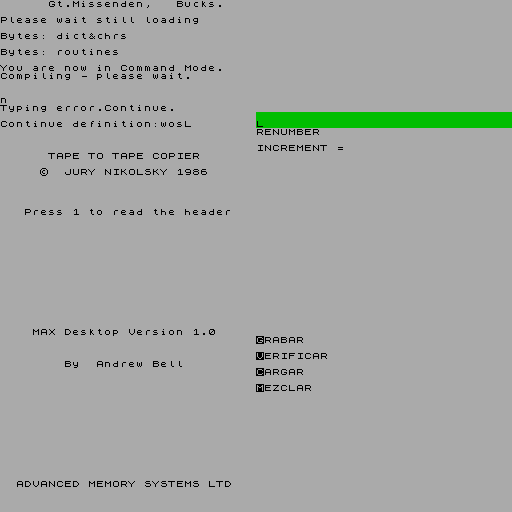 Gt.Missenden,   Bucks.
Please wait still loading
Bytes: dict&chrs
Bytes: routines
You are now in Command Mode.
Compiling - please wait.
n
Typing error.Continue.
Continue definition:wosL
L
RENUMBER
INCREMENT =
TAPE TO TAPE COPIER
© JURY NIKOLSKY 1986
Press 1 to read the header
MAX Desktop Version 1.0
By  Andrew Bell
GRABAR
VERIFICAR
CARGAR
MEZCLAR
ADVANCED MEMORY SYSTEMS LTD